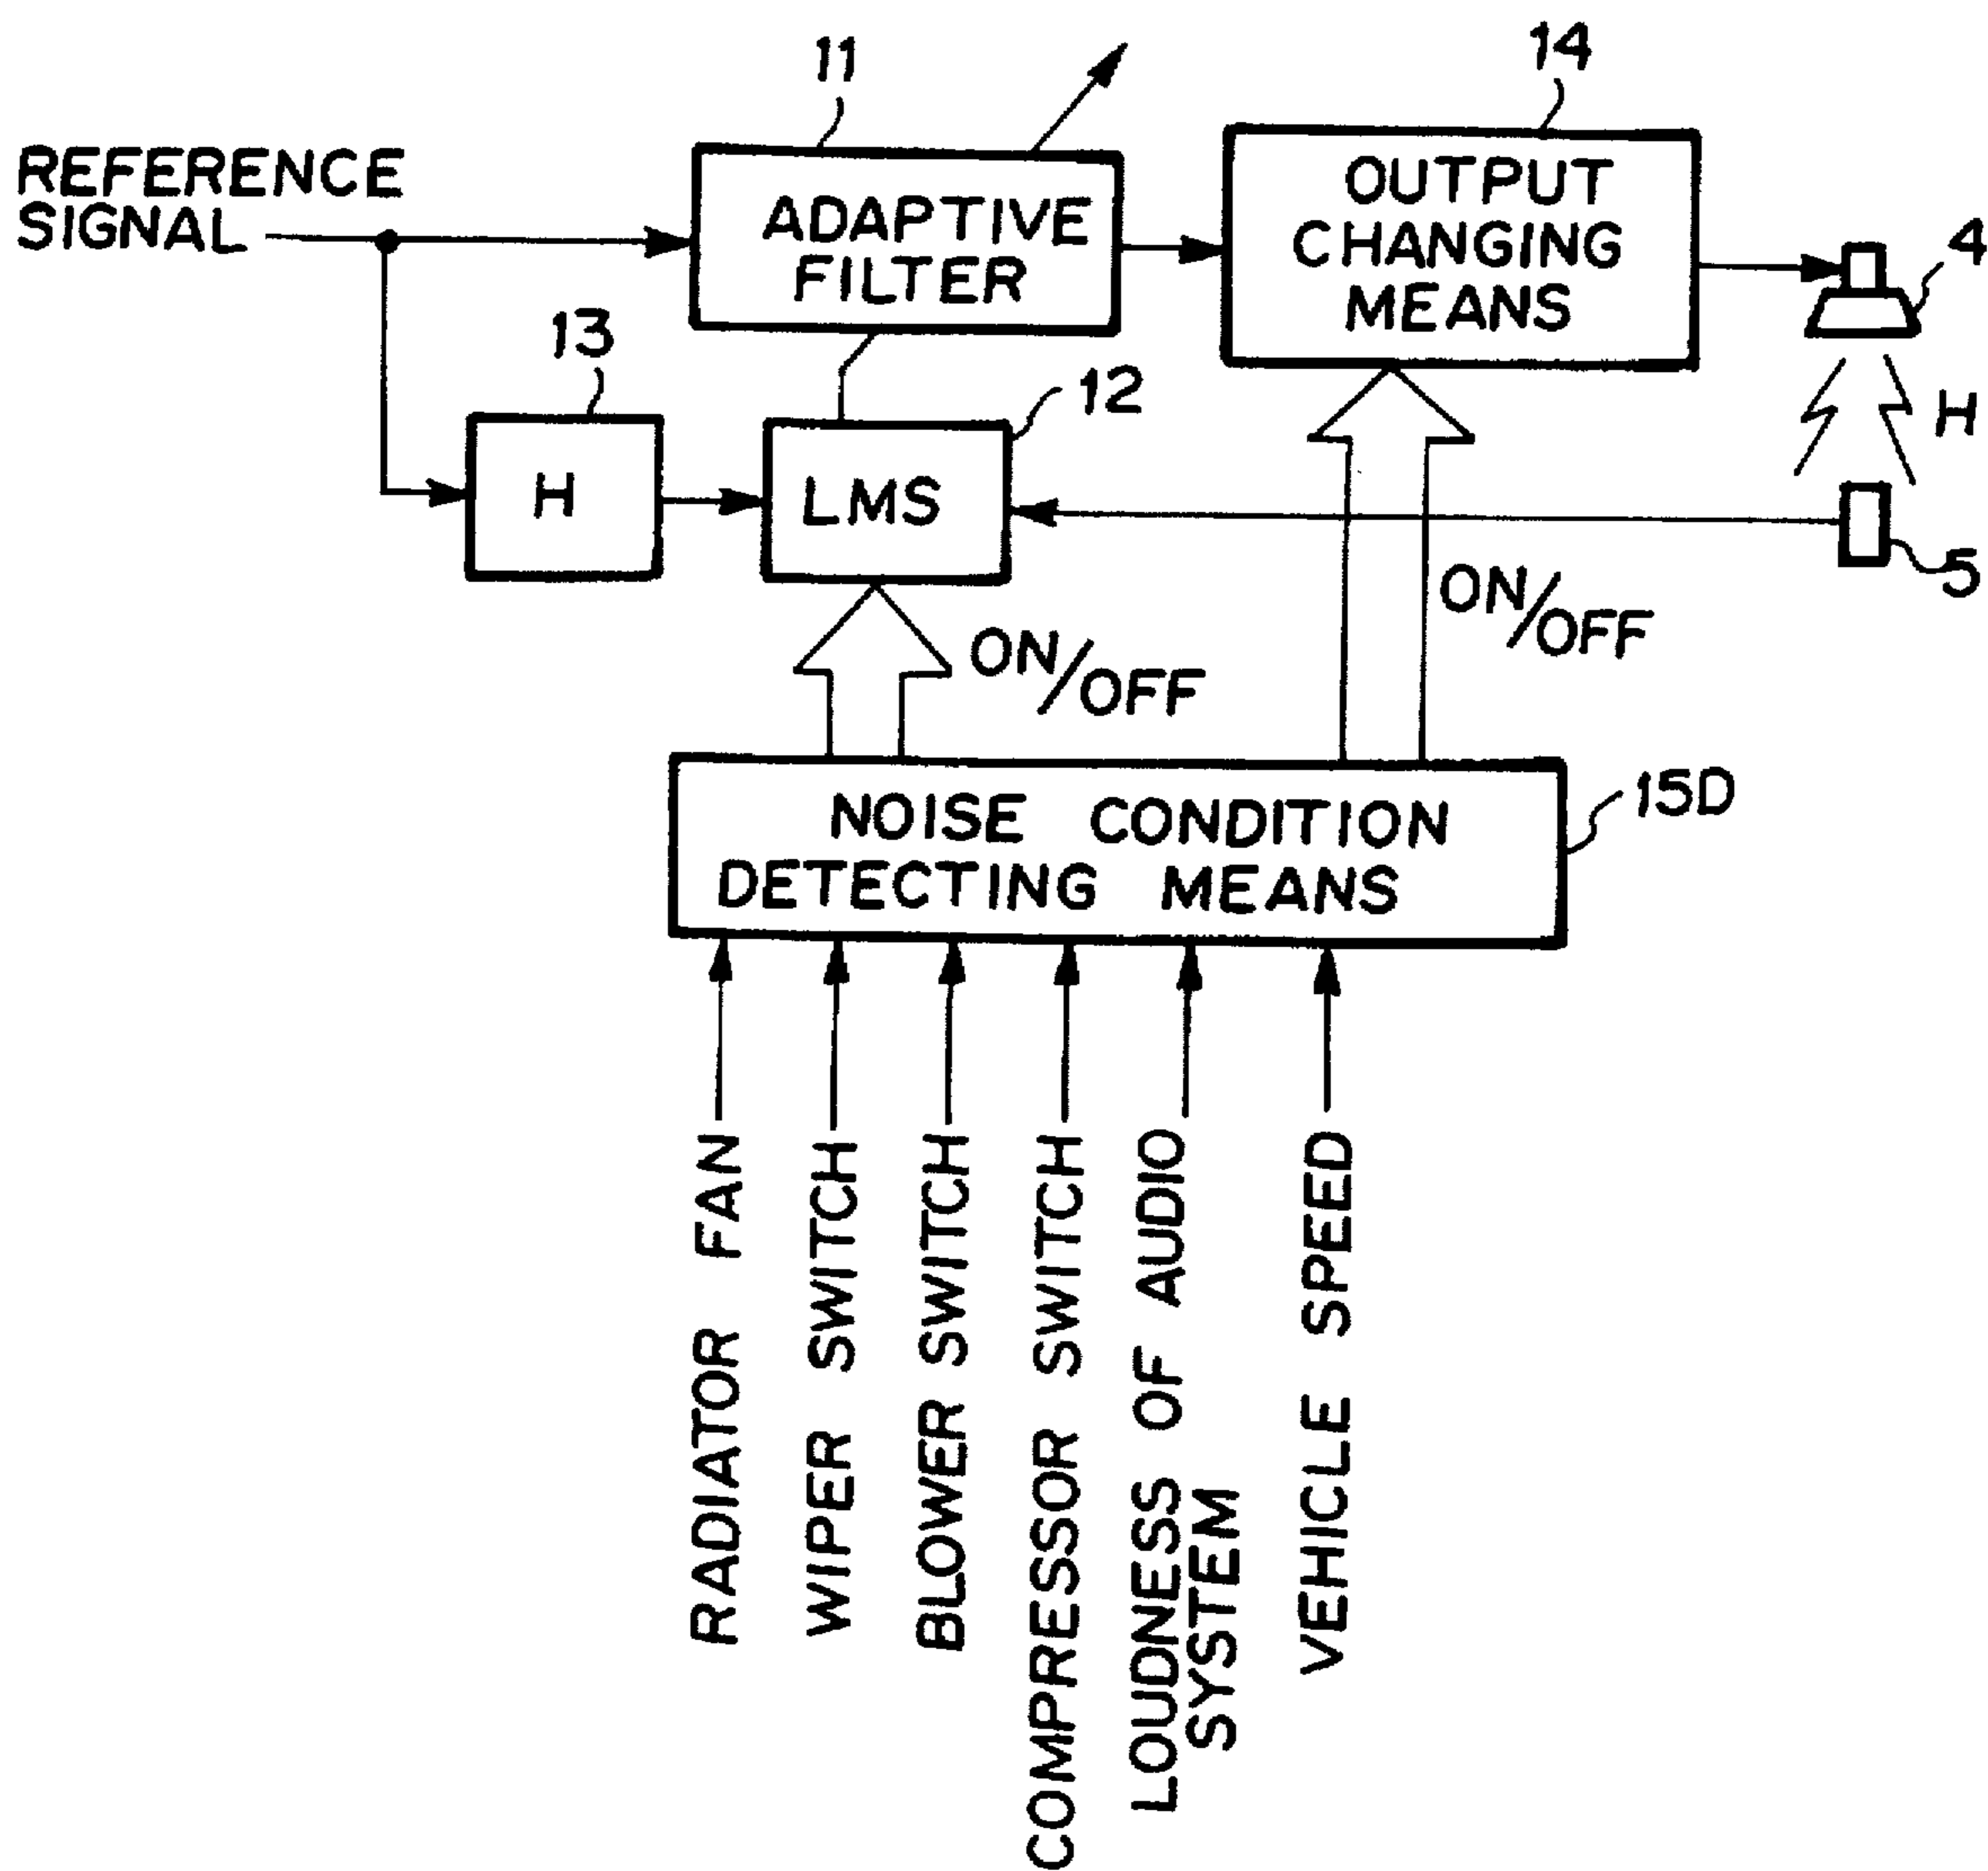 11
14
REFERENCE
SIGNAL
ADAPTIVE
FILTER
OUTPUT
CHANGING
MEANS
4
13
12
H
H
LMS
5
ON/OFF
ON/OFF
NOISE CONDITION
DETECTING MEANS
15D
RADIATOR FAN
WIPER SWITCH
BLOWER SWITCH
COMPRESSOR SWITCH
LOUDNESS OF AUDIO
SYSTEM
VEHICLE SPEED